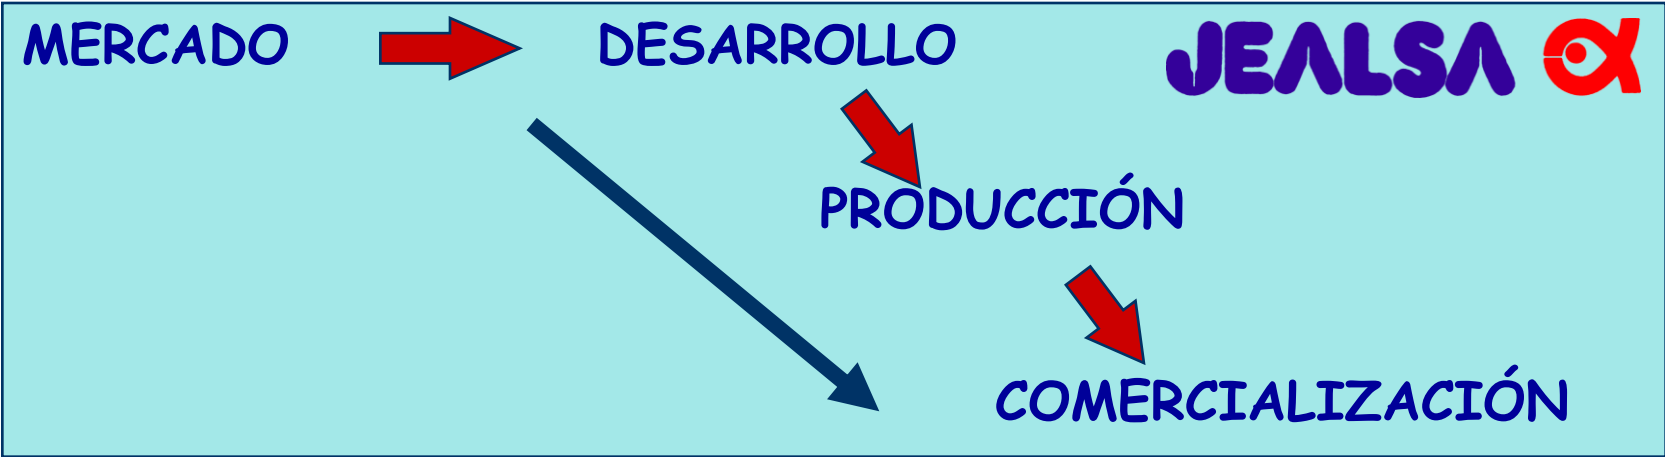 MERCADO
DESARROLLO
JEALSA
PRODUCCIÓN
COMERCIALIZACIÓN